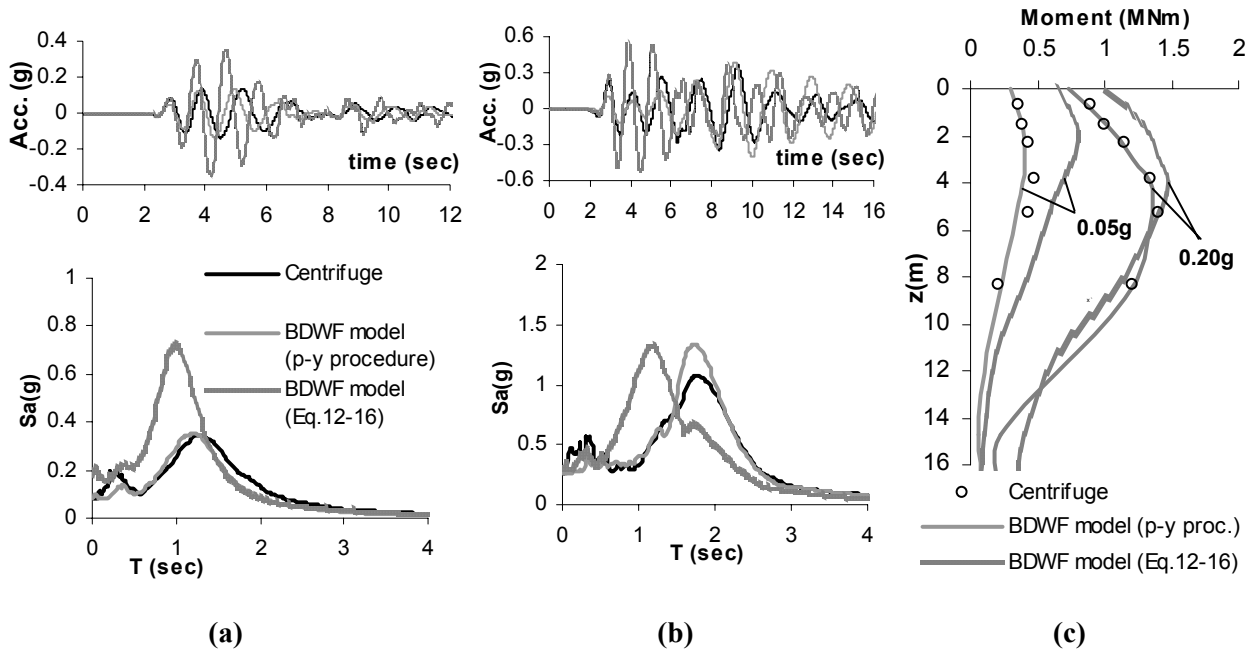 Acc. (g)
0.4
0.2
0
-0.2
-0.4
time (sec)
0 2 4 6 8 10 12
Sa(g)
1
0.8
0.6
0.4
0.2
0
Centrifuge
BDWF model
(p-y procedure)
BDWF model
(Eq.12-16)
0 1 2 3 4
T (sec)
(a)
Acc. (g)
0.6
0.3
0
-0.3
-0.6
time (sec)
0 2 4 6 8 10 12 14 16
Sa(g)
2
1.5
1
0.5
0
0 1 2 3 4
T (sec)
(b)
Moment (MNm)
0 0.5 1 1.5 2
z(m)
0
2
4
6
8
10
12
14
16
0.05g
0.20g
Centrifuge
BDWF model (p-y proc.)
BDWF model (Eq.12-16)
(c)